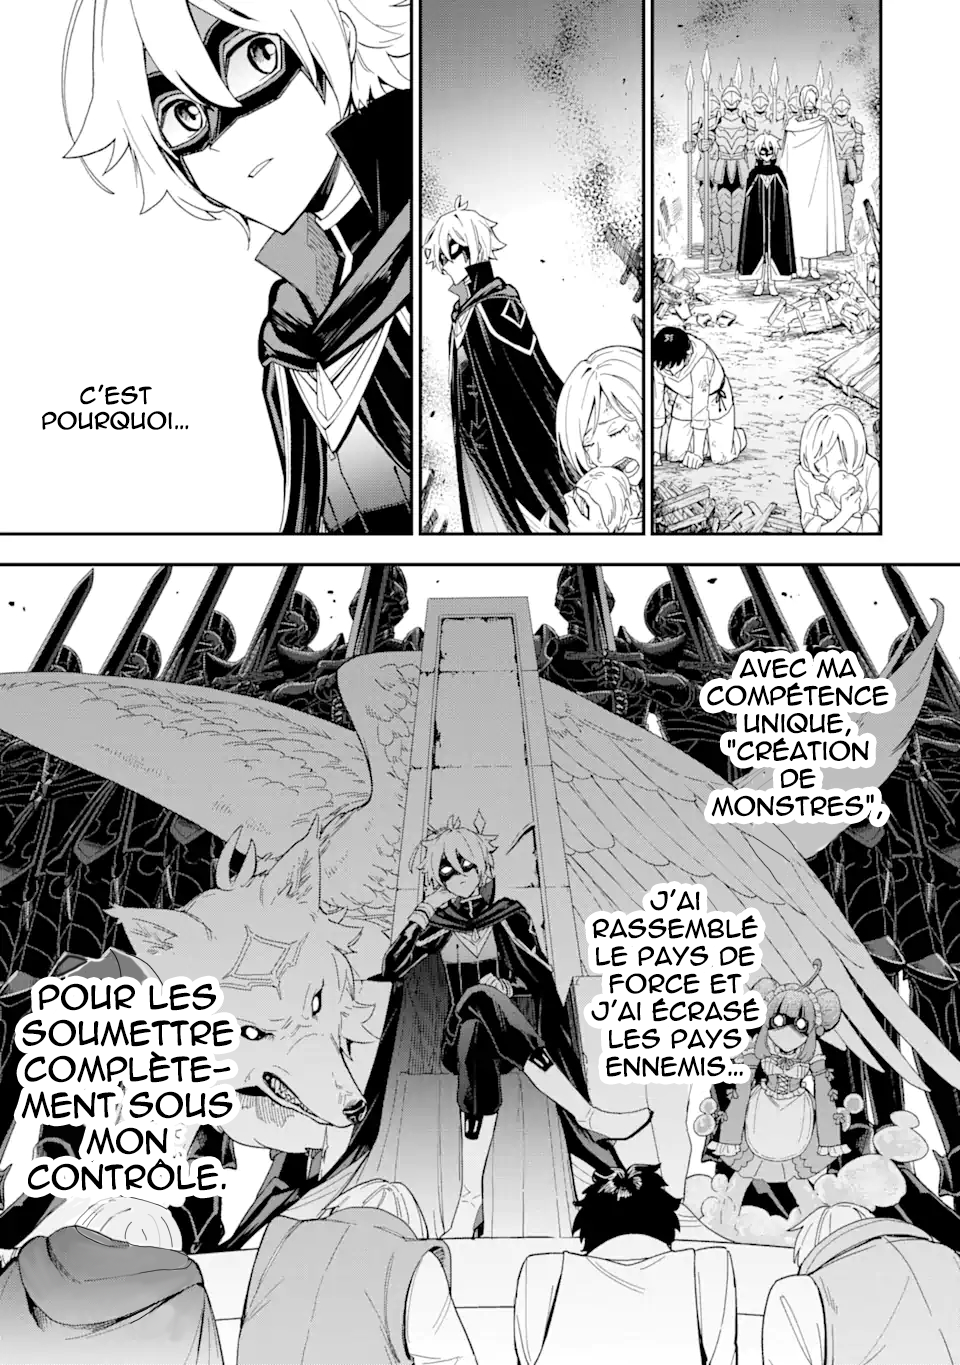 C'EST
POURQUOI...
AVEC MA
COMPÉTENCE
UNIQUE,
"CRÉATION
DE
MONSTRES",
J'AI
RASSEMBLÉ
LE PAYS DE
FORCE ET
J'AI ÉCRASÉ
LES PAYS
ENNEMIS...
POUR LES
SOUMETTRE
COMPLÈTE-
MENT SOUS
MON
CONTRÔLE.